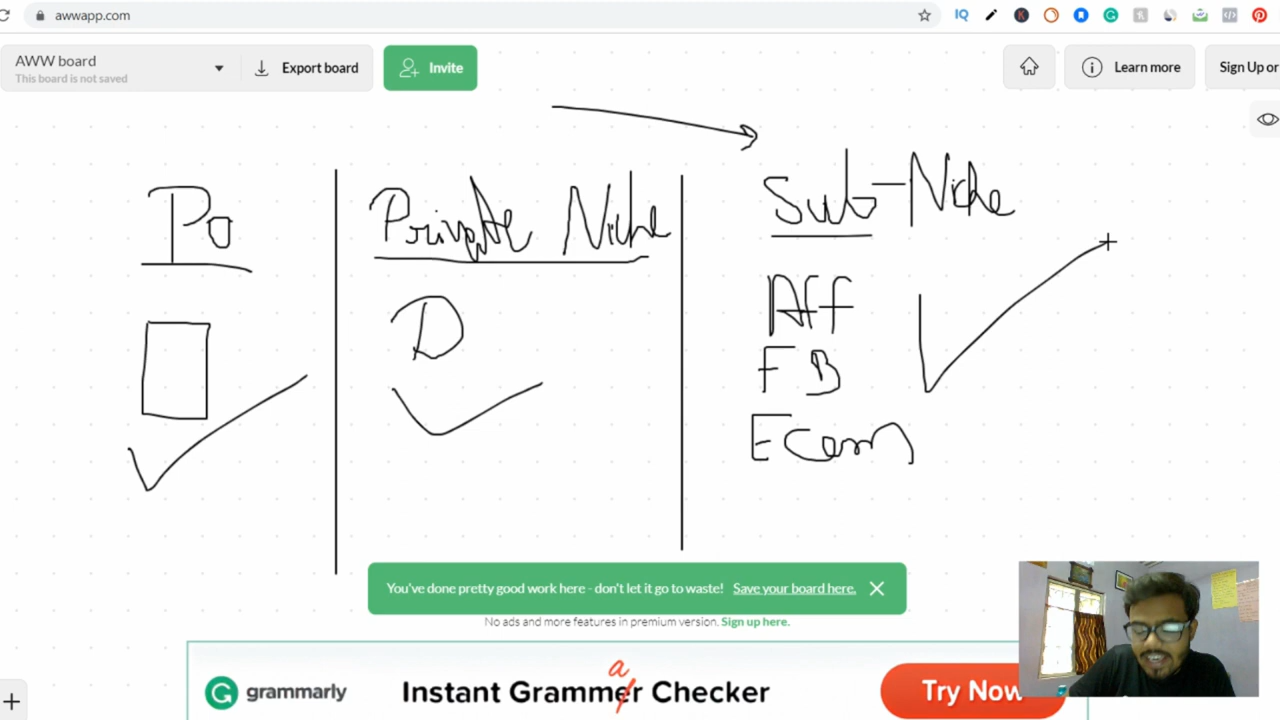 awwapp.com
AWW board
This board is not saved
Export board
Invite
Learn more
Sign Up or
Po
Private Niche
Sub-Niche
D
Aff
FB
Ecom
You've done pretty good work here - don't let it go to waste! Save your board here.
No ads and more features in premium version. Sign up here.
grammarly
Instant Grammer Checker
a
Try Now